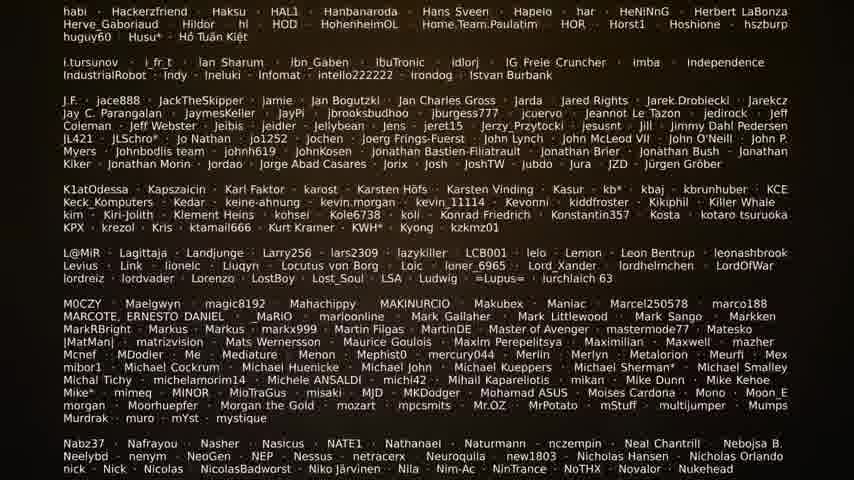 habi · Hackerzfriend · Haksu · HAL1 · Hanbanaroda · Hans Sveen · Hapelo · har · HeNiNnG · Herbert LaBonza
Herve_Gaboriaud · Hildor · hl · HOD · HohenheimOL · Home.Team.Paulatim · HOR · Horst1 · Hoshione · hszburp
huguy60 · Husu* · Hồ Tuấn Kiệt
i.tursunov · i_fr_t · Ian Sharum · ibn_Gaben · IbuTronic · idlorj · IG Freie Cruncher · imba · Independence
IndustrialRobot · Indy · Ineluki · Infomat · intello222222 · irondog · Istvan Burbank
J.F. · jace888 · JackTheSkipper · jamie · Jan Bogutzki · Jan Charles Gross · Jarda · Jared Rights · Jarek.Drobiecki · Jarekcz
Jay C. Parangalan · JaymesKeller · JayPi · jbrooksbudhoo · jburgess777 · jcuervo · Jeannot Le Tazon · jedirock · Jeff
Coleman · Jeff Webster · Jeibis · jeidler · Jellybean · Jens · jeret15 · Jerzy_Przytocki · jesusnt · Jill · Jimmy Dahl Pedersen
JL421 · JLSchro* · Jo Nathan · jo1252 · Jochen · Joerg Frings-Fuerst · John Lynch · John McLeod VII · John O'Neill · John P.
Myers · Johnbodlis team · johnh619 · JohnKosen · Jonathan Bastien-Filiatrault · Jonathan Brier · Jonathan Bush · Jonathan
Kiker · Jonathan Morin · Jordao · Jorge Abad Casares · Jorix · Josh · JoshTW · jubdo · Jura · JZD · Jürgen Gröber
K1atOdessa · Kapszaicin · Karl Faktor · karost · Karsten Höfs · Karsten Vinding · Kasur · kb* · kbaj · kbrunhuber · KCE
Keck_Komputers · Kedar · keine-ahnung · kevin.morgan · kevin_11114 · Kevonni · kiddfroster · Kikiphil · Killer Whale
kim · Kiri-Jolith · Klement Heins · kohsei · Kole6738 · koli · Konrad Friedrich · Konstantin357 · Kosta · kotaro tsuruoka
KPX · krezol · Kris · ktamail666 · Kurt Kramer · KWH* · Kyong · kzkmz01
L@MiR · Lagittaja · Landjunge · Larry256 · lars2309 · lazykiller · LCB001 · lelo · Lemon · Leon Bentrup · leonashbrook
Levius · Link · lioneic · Liuqyn · Locutus von Borg · Loic · loner_6965 · Lord_Xander · lordhelmchen · LordOfWar
lordreiz · lordvader · Lorenzo · LostBoy · Lost_Soul · LSA · Ludwig · =Lupus= · lurchlaich 63
M0CZY · Maelgwyn · magic8192 · Mahachippy · MAKINURCIO · Makubex · Maniac · Marcel250578 · marco188
MARCOTE, ERNESTO DANIEL · _MaRiO · marioonline · Mark Gallaher · Mark Littlewood · Mark Sango · Markken
MarkRBright · Markus · Markus · markx999 · Martin Filgas · MartinDE · Master of Avenger · mastermode77 · Matesko
|MatMan| · matrizvision · Mats Wernersson · Maurice Goulois · Maxim Perepelitsya · Maximilian · Maxwell · mazher
Mcnef · MDodier · Me · Mediature · Menon · Mephist0 · mercury044 · Merlin · Merlyn · Metalorion · Meurfi · Mex
mibor1 · Michael Cockrum · Michael Huenicke · Michael John · Michael Kueppers · Michael Sherman* · Michael Smalley
Michal Tichy · michelamorim14 · Michele ANSALDI · michi42 · Mihail Kapareliotis · mikan · Mike Dunn · Mike Kehoe
Mike* · mimeq · MINOR · MioTraGus · misaki · MJD · MKDodger · Mohamad ASUS · Moises Cardona · Mono · Moon_E
morgan · Moorhuepfer · Morgan the Gold · mozart · mpcsmits · Mr.OZ · MrPotato · mStuff · multijumper · Mumps
Murdrak · muro · mYst · mystique
Nabz37 · Nafrayou · Nasher · Nasicus · NATE1 · Nathanael · Naturmann · nczempin · Neal Chantrill · Nebojsa B.
Neelybd · nenym · NeoGen · NEP · Nessus · netracerx · Neuroquila · new1803 · Nicholas Hansen · Nicholas Orlando
nick · Nick · Nicolas · NicolasBadworst · Niko Järvinen · Nila · Nim-Ac · NinTrance · NoTHX · Novalor · Nukehead